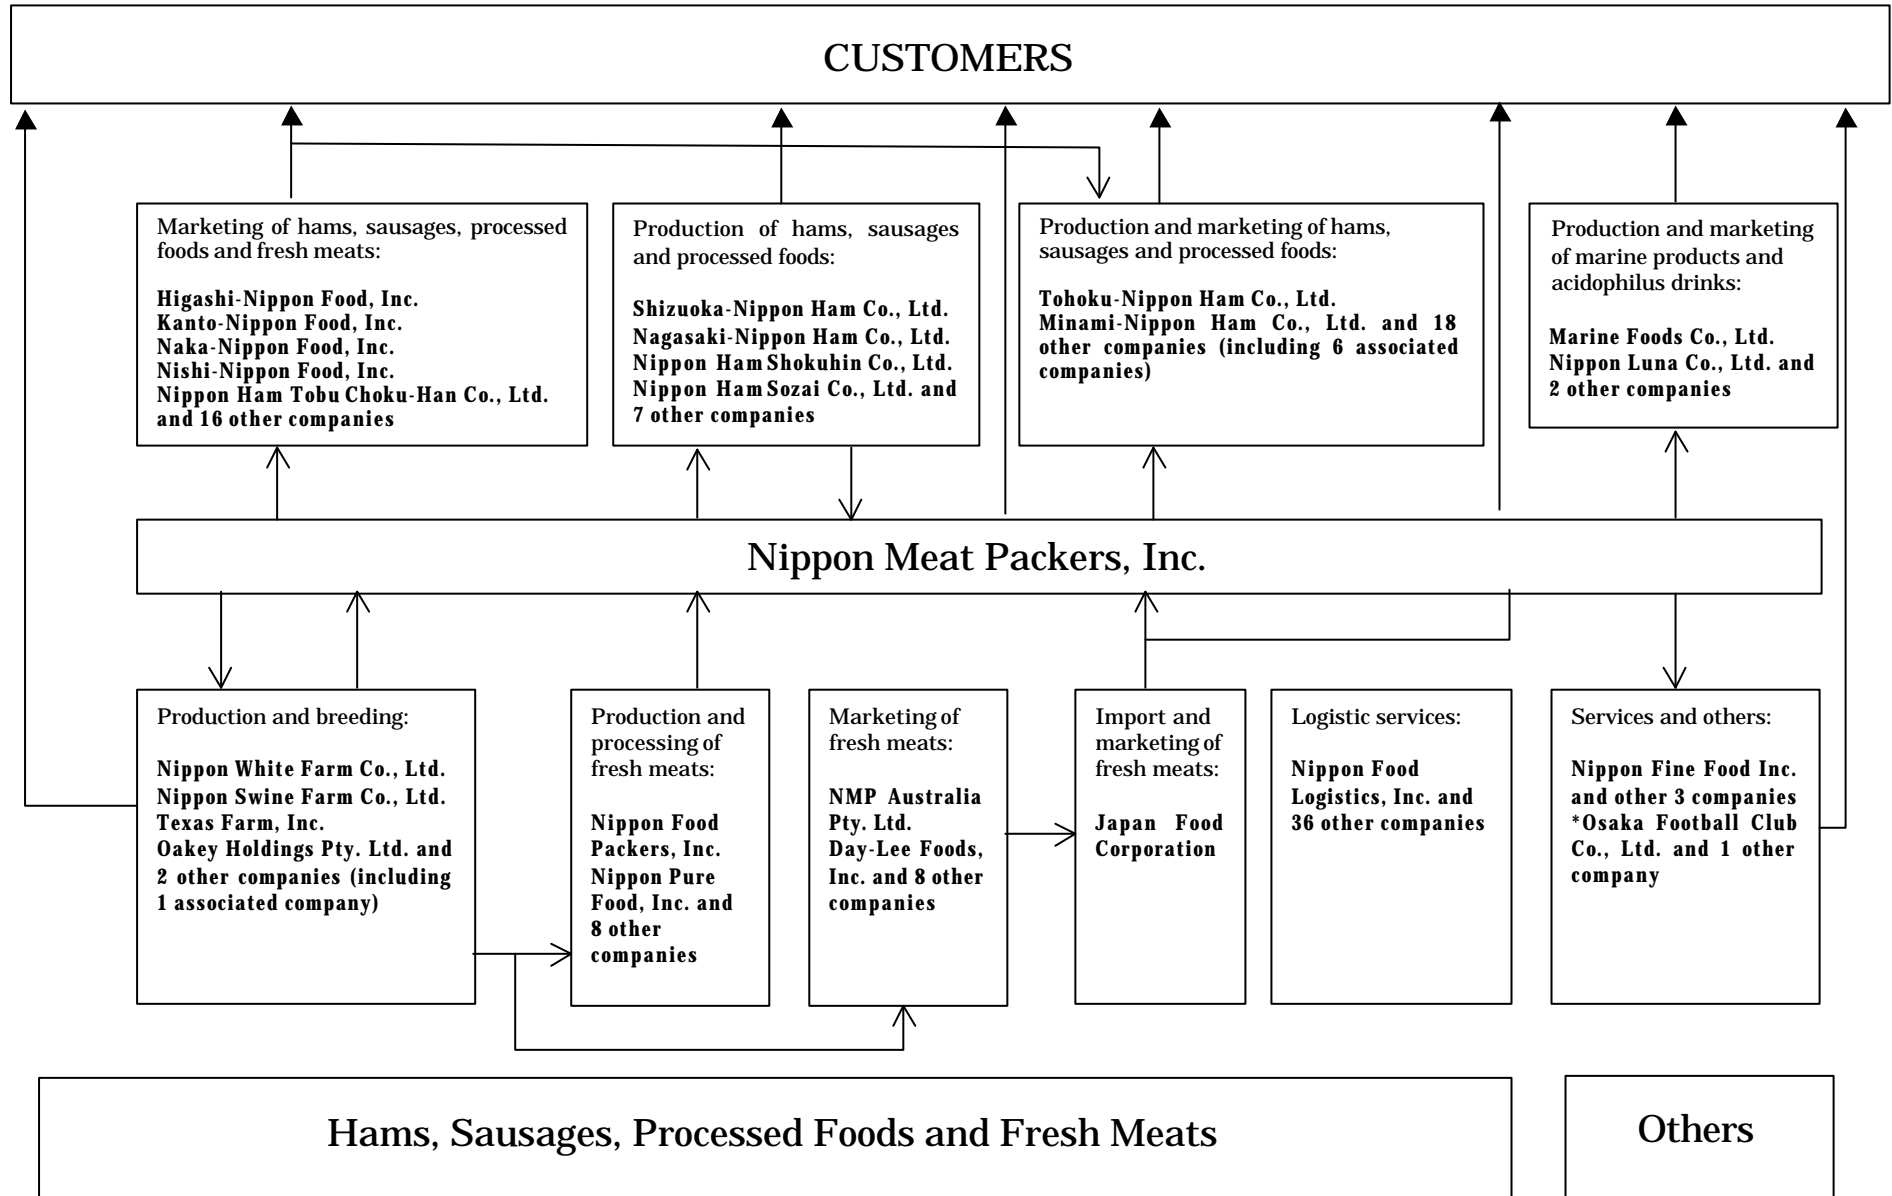 CUSTOMERS
Marketing of hams, sausages, processed
foods and fresh meats:
Higashi-Nippon Food, Inc.
Kanto-Nippon Food, Inc.
Naka-Nippon Food, Inc.
Nishi-Nippon Food, Inc.
Nippon Ham Tobu Choku-Han Co., Ltd.
and 16 other companies
Production of hams, sausages
and processed foods:
Shizuoka-Nippon Ham Co., Ltd.
Nagasaki-Nippon Ham Co., Ltd.
Nippon Ham Shokuhin Co., Ltd.
Nippon Ham Sozai Co., Ltd. and
7 other companies
Production and marketing of hams,
sausages and processed foods:
Tohoku-Nippon Ham Co., Ltd.
Minami-Nippon Ham Co., Ltd. and 18
other companies (including 6 associated
companies)
Production and marketing
of marine products and
acidophilus drinks:
Marine Foods Co., Ltd.
Nippon Luna Co., Ltd. and
2 other companies
Nippon Meat Packers, Inc.
Production and breeding:
Nippon White Farm Co., Ltd.
Nippon Swine Farm Co., Ltd.
Texas Farm, Inc.
Oakey Holdings Pty. Ltd. and
2 other companies (including
1 associated company)
Production and
processing of
fresh meats:
Nippon Food
Packers, Inc.
Nippon Pure
Food, Inc. and
8 other
companies
Marketing of
fresh meats:
NMP Australia
Pty. Ltd.
Day-Lee Foods,
Inc. and 8 other
companies
Import and
marketing of
fresh meats:
Japan Food
Corporation
Logistic services:
Nippon Food
Logistics, Inc. and
36 other companies
Services and others:
Nippon Fine Food Inc.
and other 3 companies
*Osaka Football Club
Co., Ltd. and 1 other
company
Hams, Sausages, Processed Foods and Fresh Meats
Others